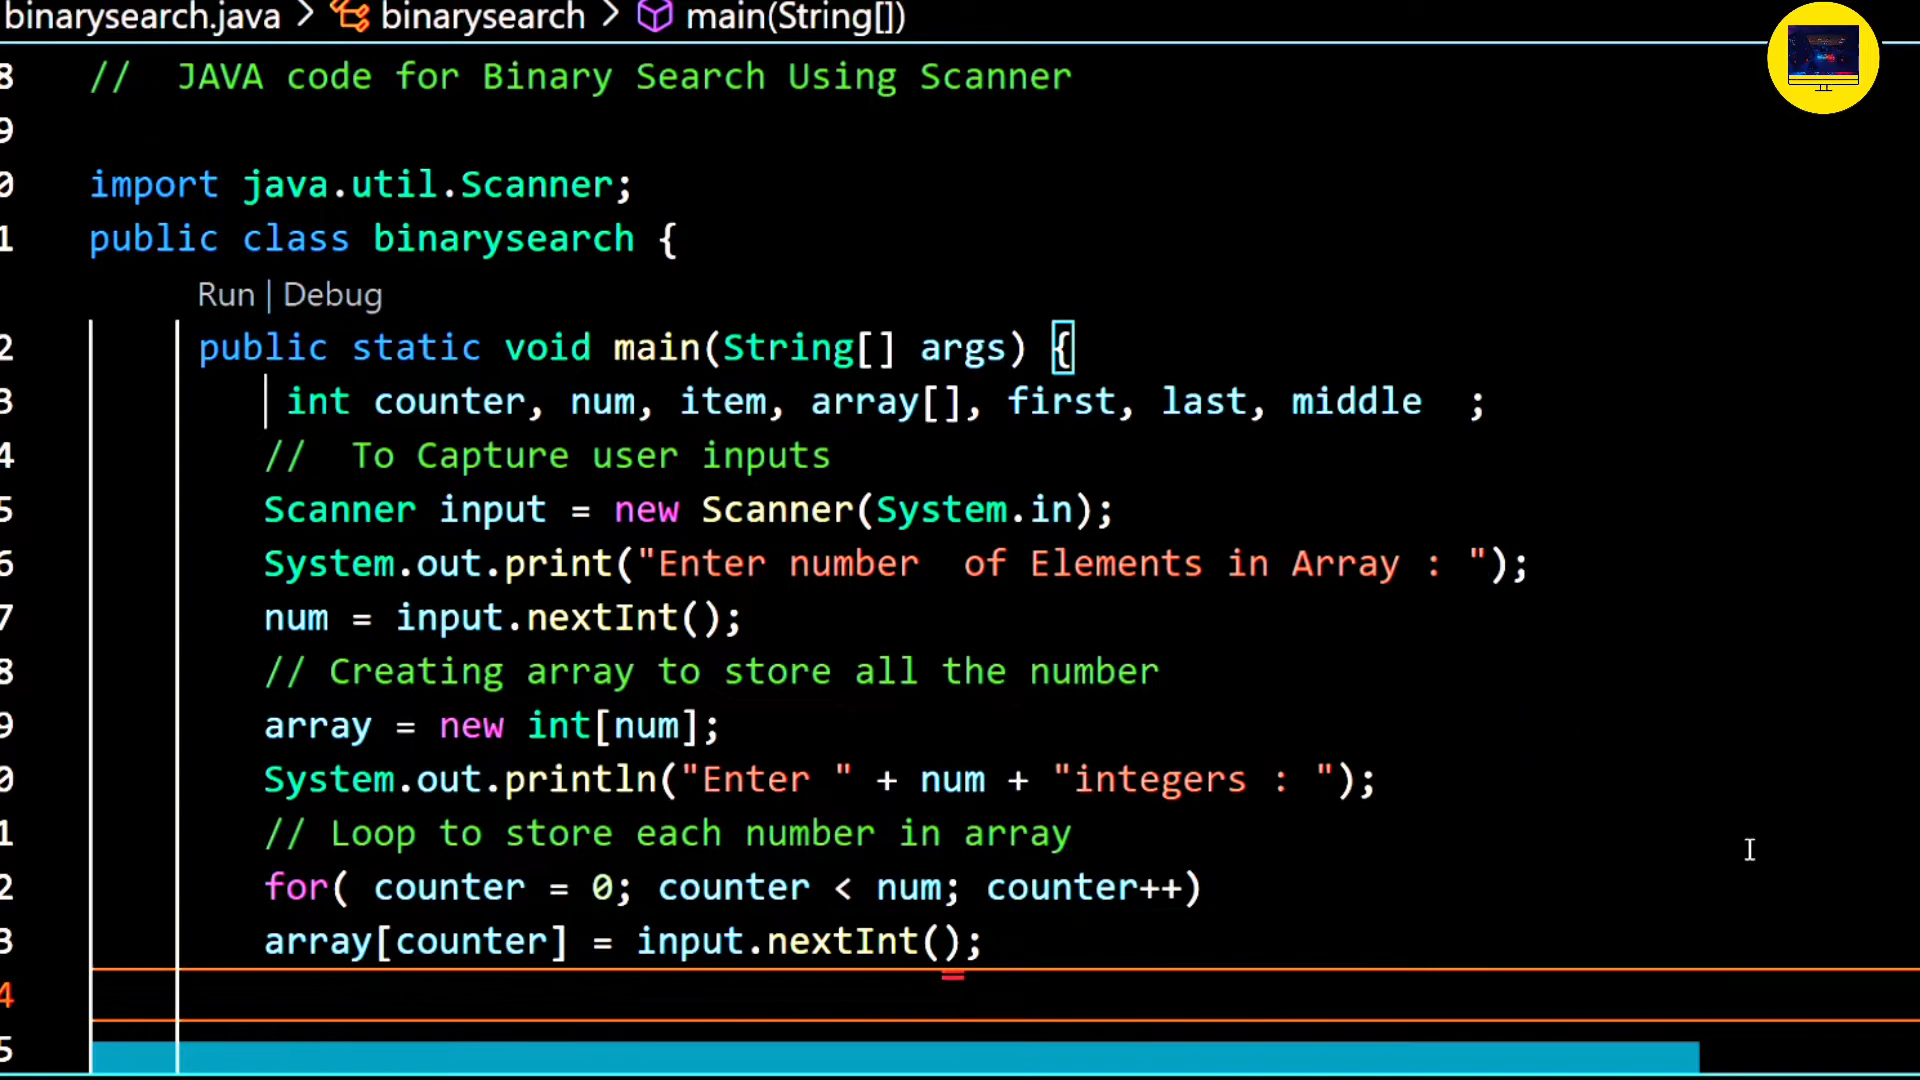 binarysearch.java > binarysearch > main(String[])
8 //  JAVA code for Binary Search Using Scanner
9
0 import java.util.Scanner;
1 public class binarysearch {
Run | Debug
2 public static void main(String[] args) {
3 int counter, num, item, array[], first, last, middle  ;
4 //  To Capture user inputs
5 Scanner input = new Scanner(System.in);
6 System.out.print("Enter number  of Elements in Array : ");
7 num = input.nextInt();
8 // Creating array to store all the number
9 array = new int[num];
0 System.out.println("Enter " + num + "integers : ");
1 // Loop to store each number in array
2 for( counter = 0; counter < num; counter++)
3 array[counter] = input.nextInt();
4
5